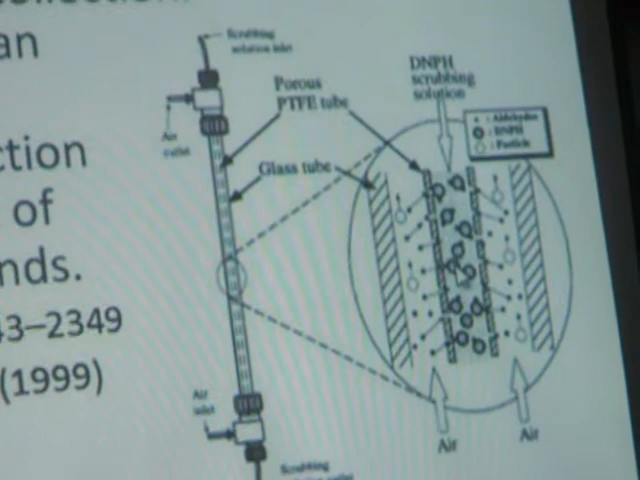 an
ction
of
nds.
43–2349
(1999)
Scrubbing
solution inlet
Air
outlet
Porous
PTFE tube
Glass tube
DNPH
scrubbing
solution
: Aldehydes
: DNPH
: Particle
Air
inlet
Scrubbing
Air
Air